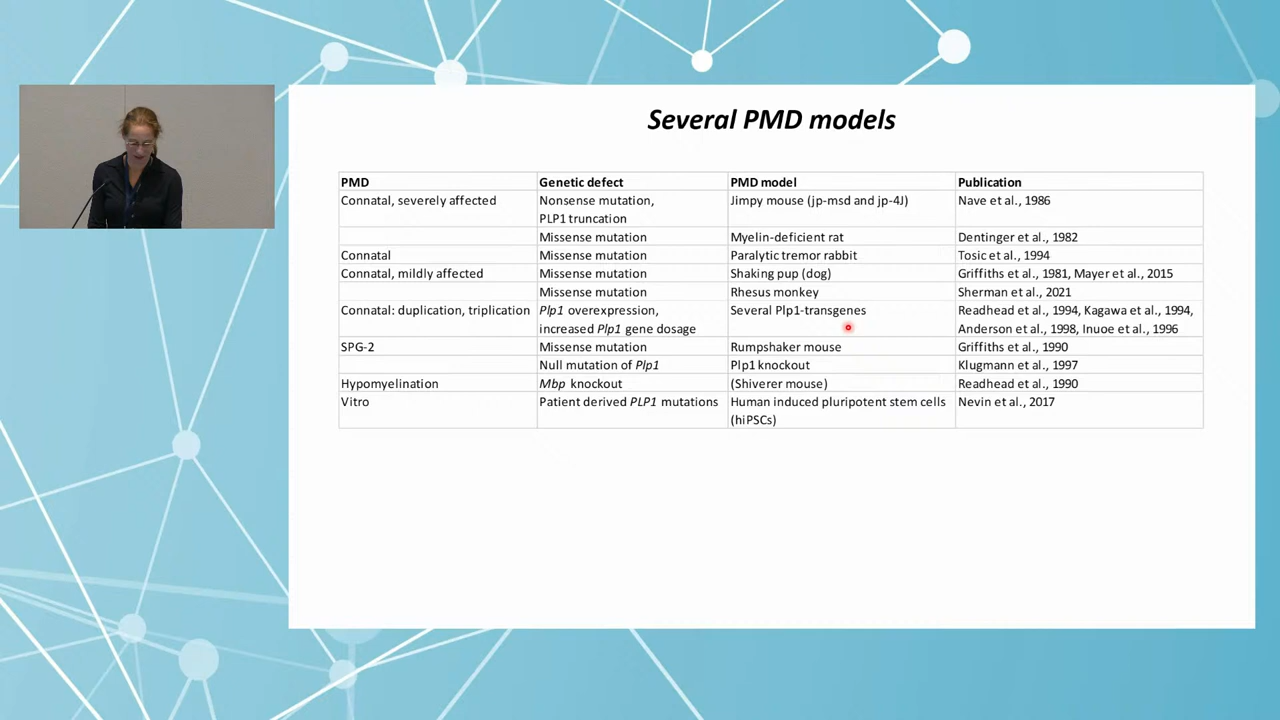 Several PMD models
PMD Genetic defect PMD model Publication
Connatal, severely affected Nonsense mutation, Jimpy mouse (jp-msd and jp-4J) Nave et al., 1986
PLP1 truncation
Missense mutation Myelin-deficient rat Dentinger et al., 1982
Connatal Missense mutation Paralytic tremor rabbit Tosic et al., 1994
Connatal, mildly affected Missense mutation Shaking pup (dog) Griffiths et al., 1981, Mayer et al., 2015
Missense mutation Rhesus monkey Sherman et al., 2021
Connatal: duplication, triplication Plp1 overexpression, Several Plp1-transgenes Readhead et al., 1994, Kagawa et al., 1994,
increased Plp1 gene dosage Anderson et al., 1998, Inuoe et al., 1996
SPG-2 Missense mutation Rumpshaker mouse Griffiths et al., 1990
Null mutation of Plp1 Plp1 knockout Klugmann et al., 1997
Hypomyelination Mbp knockout (Shiverer mouse) Readhead et al., 1990
Vitro Patient derived PLP1 mutations Human induced pluripotent stem cells Nevin et al., 2017
(hiPSCs)